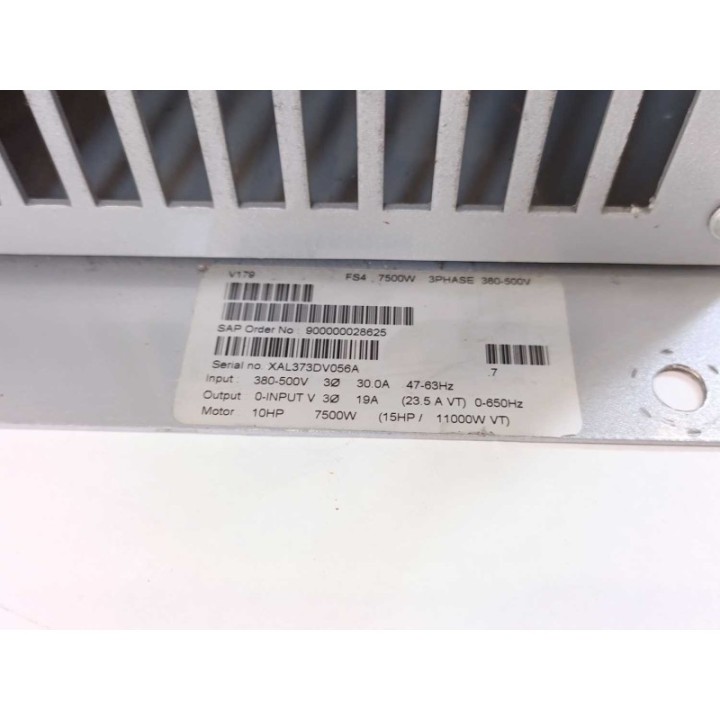 V179 FS4 . 7500W 3PHASE 380-500V
SAP Order No : 900000028625
Serial no. XAL373DV056A .7
Input : 380-500V 3Ø 30.0A .47-63Hz
Output 0-INPUT V 3Ø 19A (23.5 A VT) 0-650Hz
Motor 10HP 7500W (15HP / 11000W VT)